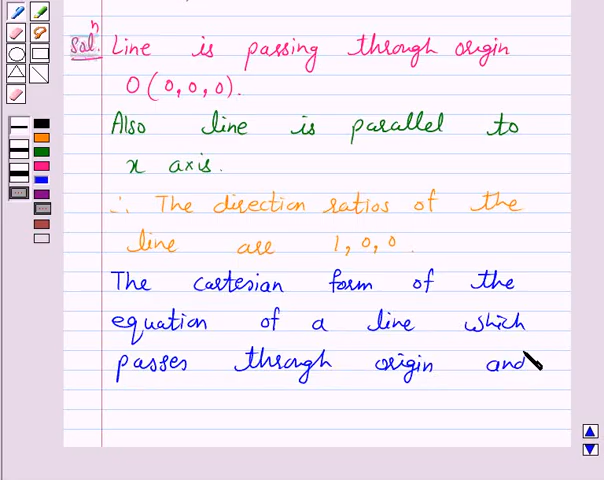 Solⁿ. Line is passing through origin
O(0,0,0).
Also line is parallel to
x axis.
∴ The direction ratios of the
line are 1, 0, 0.
The cartesian form of the
equation of a line which
passes through origin and